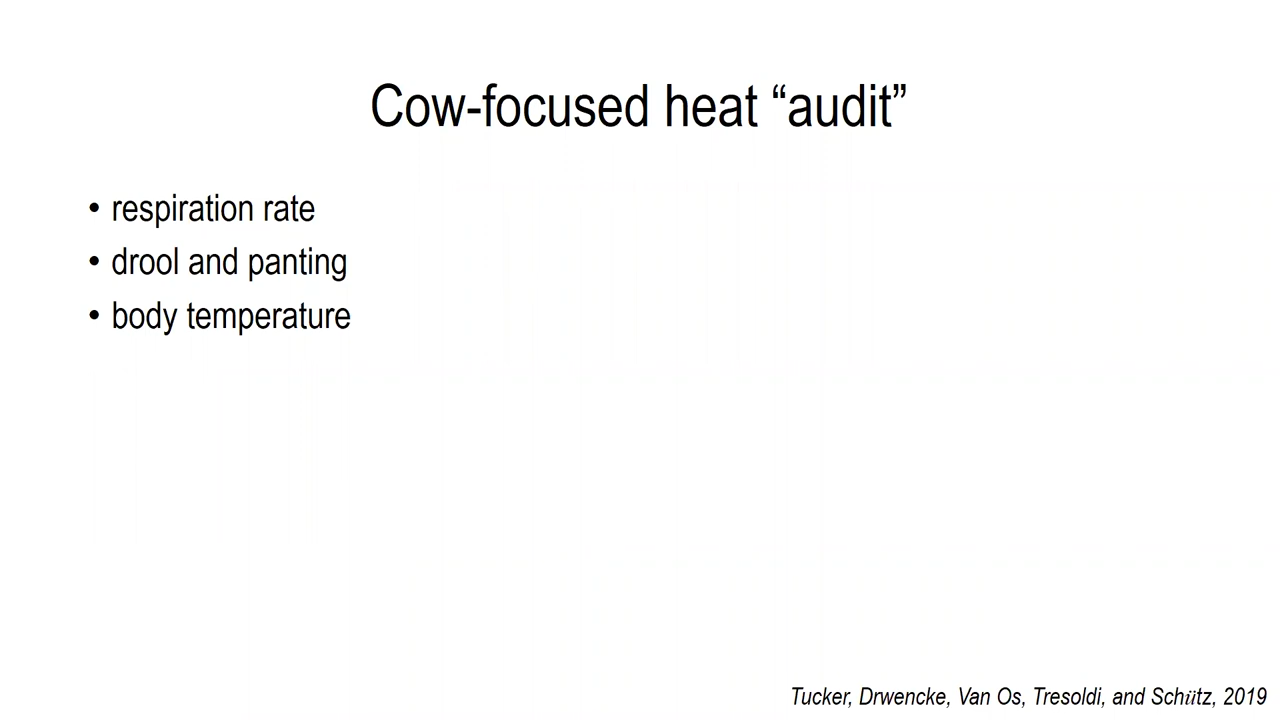 Cow-focused heat “audit”
• respiration rate
• drool and panting
• body temperature
Tucker, Drwencke, Van Os, Tresoldi, and Schütz, 2019